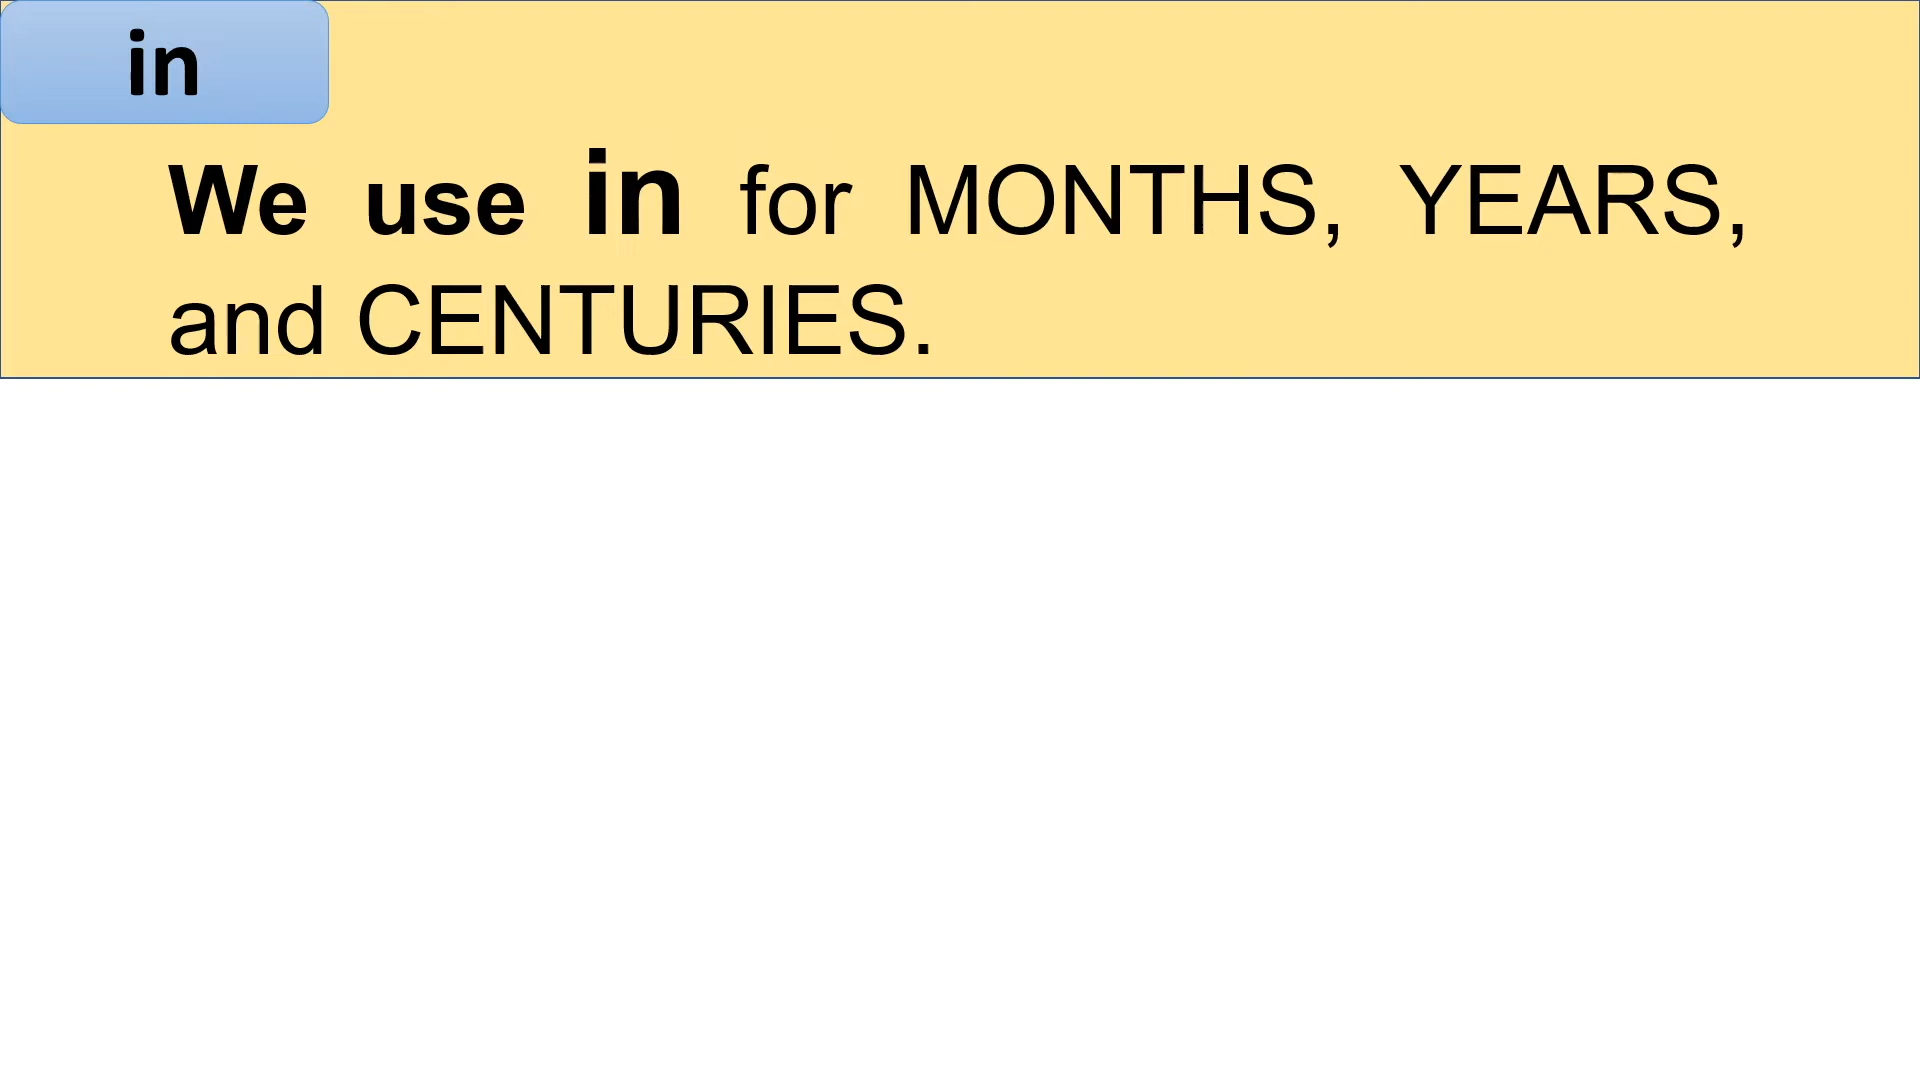 in
We use in for MONTHS, YEARS,
and CENTURIES.